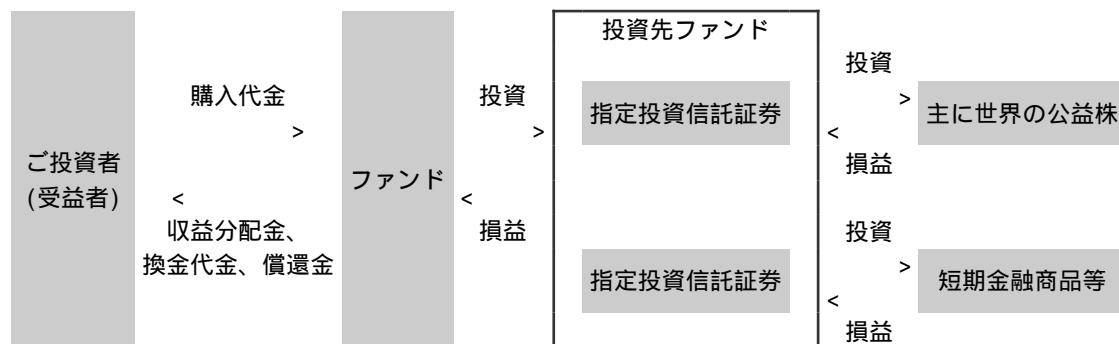 投資先ファンド
投資
購入代金
投資
指定投資信託証券
>
主に世界の公益株
>
>
<
ご投資者
(受益者)
ファンド
損益
<
<
収益分配金、
換金代金、償還金
損益
投資
指定投資信託証券
>
短期金融商品等
<
損益